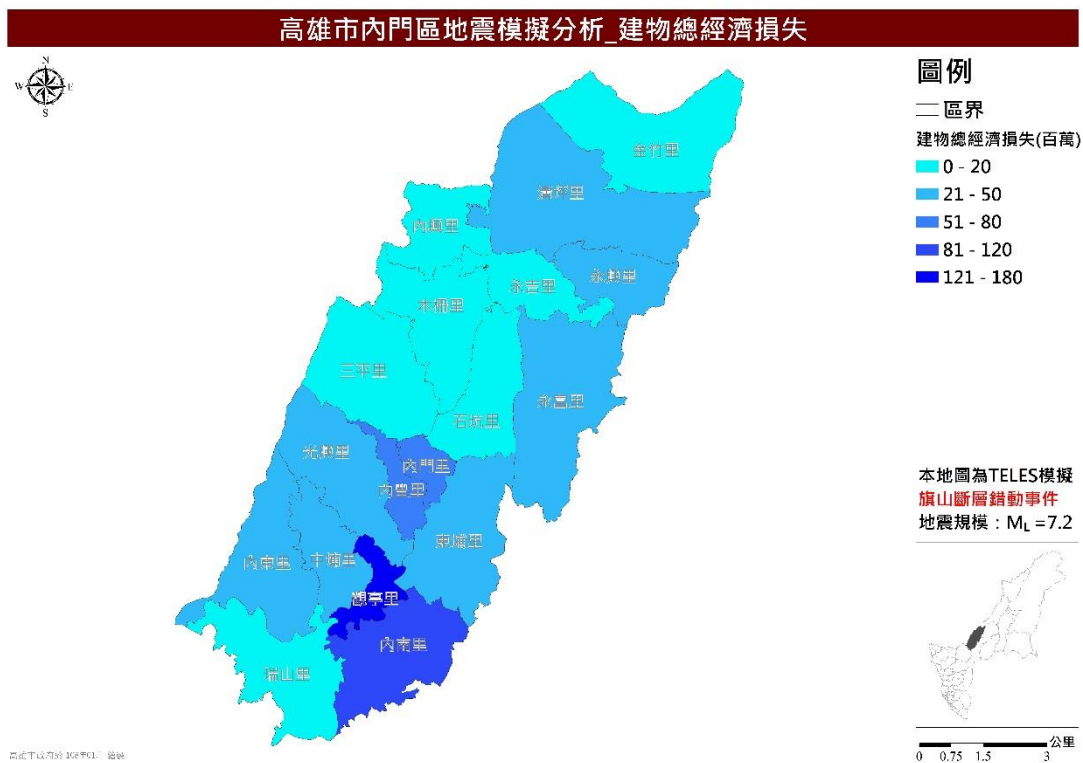 高雄市內門區地震模擬分析_建物總經濟損失
N
W E
S
圖例
區界
建物總經濟損失(百萬)
0 - 20
21 - 50
51 - 80
81 - 120
121 - 180
金竹里
溝坪里
內興里
永興里
永吉里
木柵里
三平里
永富里
石坑里
光興里
內門里
內豐里
東埔里
內東里
中埔里
觀亭里
內南里
瑞山里
本地圖為TELES模擬
旗山斷層錯動事件
地震規模：ML =7.2
公里
0 0.75 1.5 3